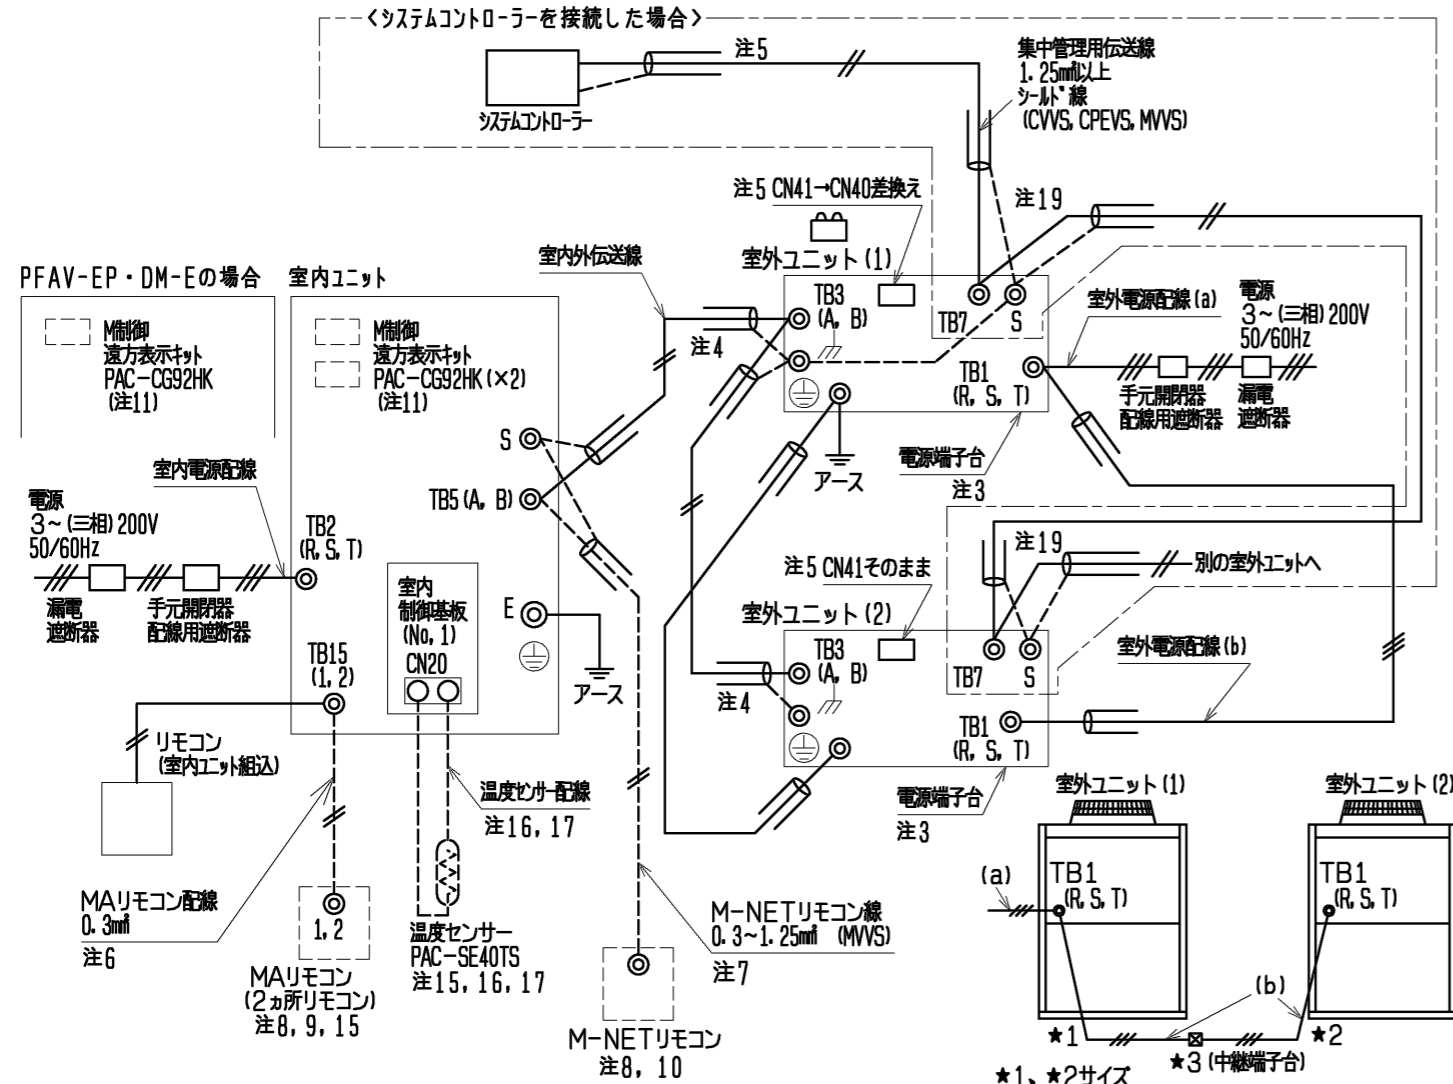 <システムコントローラーを接続した場合>
注5
システムコントローラー
集中管理用伝送線
1.25m㎡以上
シールド線
(CVVS, CPEVS, MVVS)
注5 CN41→CN40差換え
注19
室内外伝送線
室外ユニット(1)
TB3
(A, B)
TB7
S
TB1
(R, S, T)
注4
アース
電源端子台
注3
室外電源配線(a)
電源
3~(三相)200V
50/60Hz
手元開閉器
配線用遮断器
漏電
遮断器
PFAV-EP・DM-Eの場合
M制御
遠方表示キット
PAC-CG92HK
(注11)
室内ユニット
M制御
遠方表示キット
PAC-CG92HK(×2)
(注11)
S
TB5(A, B)
室内電源配線
電源
3~(三相)200V
50/60Hz
漏電
遮断器
手元開閉器
配線用遮断器
TB2
(R, S, T)
室内
制御基板
(No,1)
CN20
E
アース
TB15
(1, 2)
リモコン
(室内ユニット組込)
温度センサー配線
注16, 17
MAリモコン配線
0.3m㎡
注6
1, 2
MAリモコン
(2ヵ所リモコン)
注8, 9, 15
温度センサー
PAC-SE40TS
注15, 16, 17
M-NETリモコン線
0.3~1.25m㎡ (MVVS)
注7
M-NETリモコン
注8, 10
注5 CN41そのまま
注19
別の室外ユニットへ
室外ユニット(2)
TB3
(A, B)
TB7
S
注4
TB1
(R, S, T)
室外電源配線(b)
電源端子台
注3
室外ユニット(1)
室外ユニット(2)
(a)
TB1
(R, S, T)
TB1
(R, S, T)
(b)
★1
★2
★3(中継端子台)
★1、★2サイズ